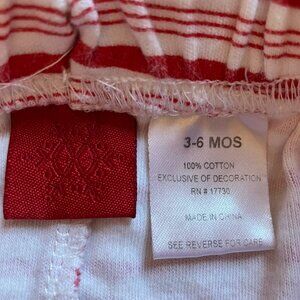 3-6 MOS
100% COTTON
EXCLUSIVE OF DECORATION
RN # 17730
MADE IN CHINA
SEE REVERSE FOR CARE